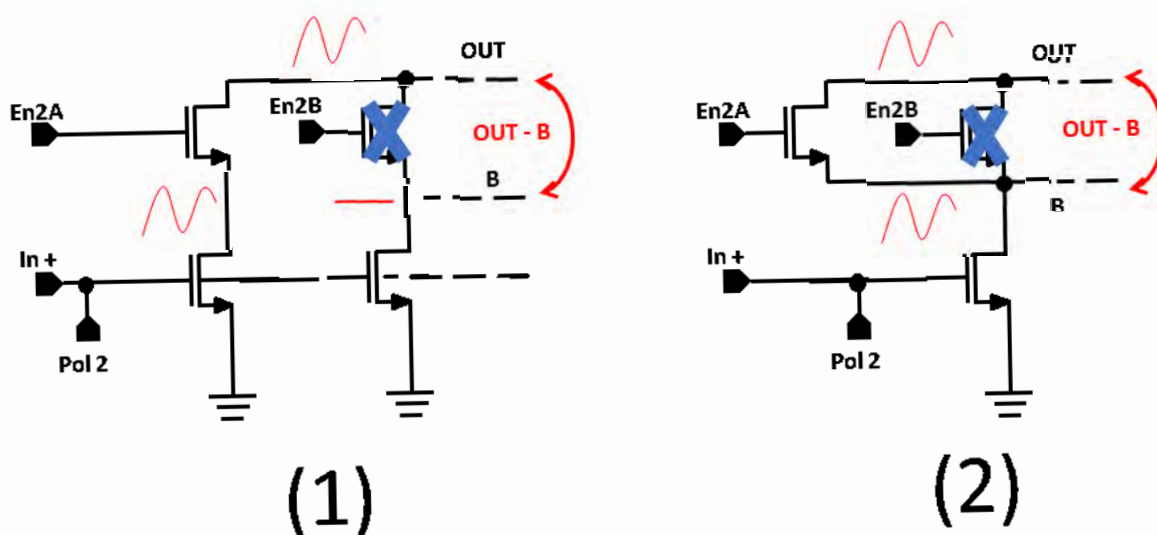 OUT
En2A
En2B
OUT - B
B
In +
Pol 2
(1)
OUT
En2A
En2B
OUT - B
B
In +
Pol 2
(2)